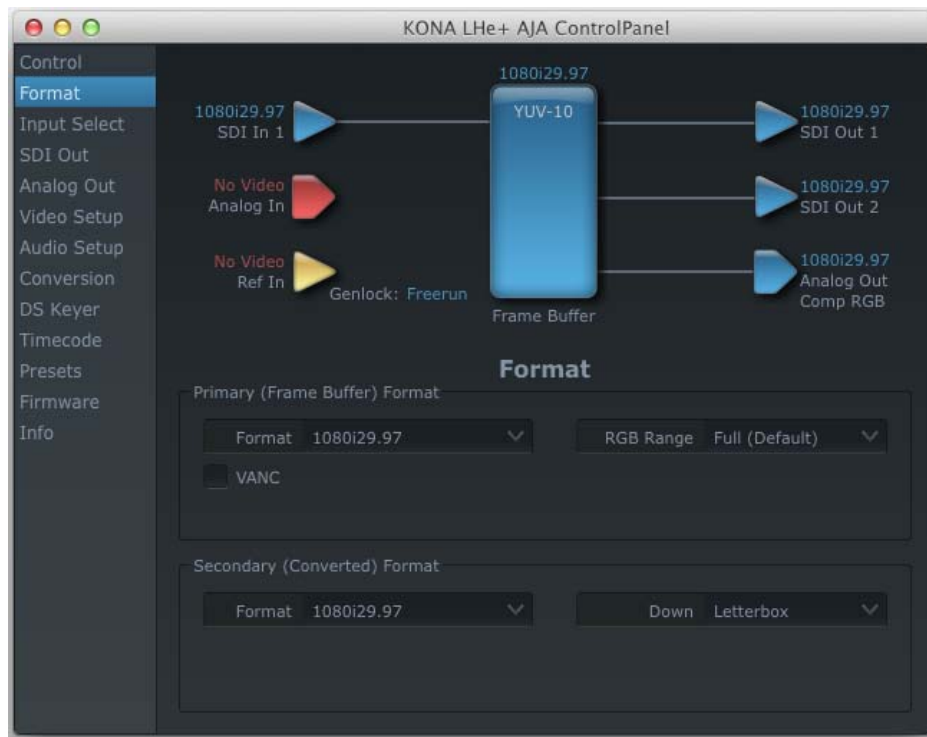 KONA LHe+ AJA ControlPanel
Control
Format
Input Select
SDI Out
Analog Out
Video Setup
Audio Setup
Conversion
DS Keyer
Timecode
Presets
Firmware
Info
1080i29.97
YUV-10
Frame Buffer
1080i29.97
SDI In 1
No Video
Analog In
No Video
Ref In
Genlock: Freerun
1080i29.97
SDI Out 1
1080i29.97
SDI Out 2
1080i29.97
Analog Out
Comp RGB
Format
Primary (Frame Buffer) Format
Format 1080i29.97
RGB Range Full (Default)
VANC
Secondary (Converted) Format
Format 1080i29.97
Down Letterbox